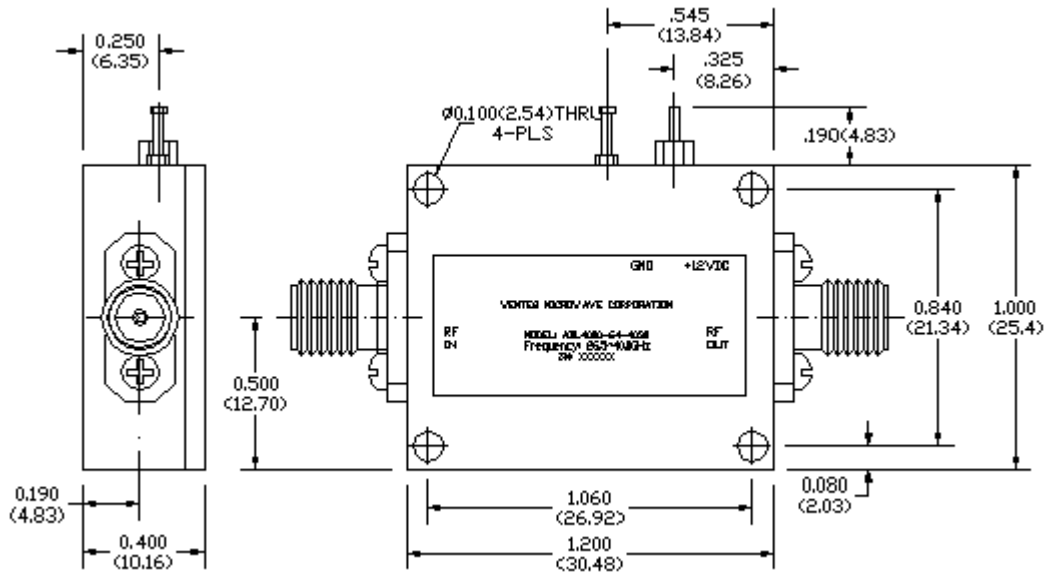 .545
(13.84)
0.250
(6.35)
.325
(8.26)
Ø0.100(2.54)THRU
4-PLS
.190(4.83)
GND +12VDC
MICROWAVE CORPORATION
RF
IN
MODEL:
Frequency:
XXXXXX
RF
OUT
0.840
(21.34)
1.000
(25.4)
0.500
(12.70)
0.190
(4.83)
0.400
(10.16)
1.060
(26.92)
1.200
(30.48)
0.080
(2.03)